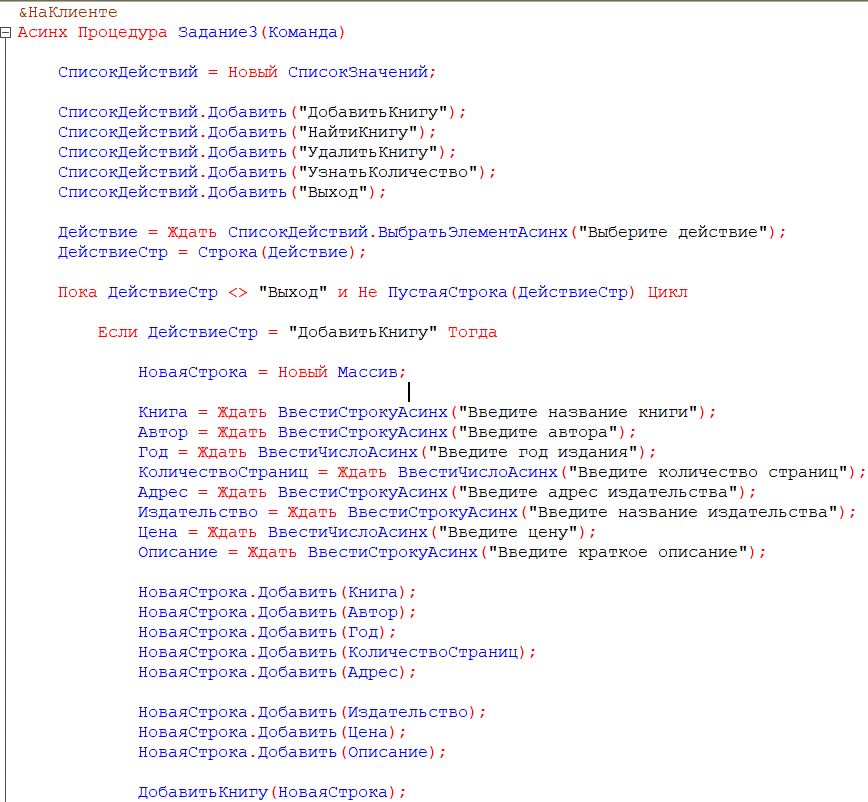 &НаКлиенте
Асинх Процедура Задание3(Команда)
СписокДействий = Новый СписокЗначений;
СписокДействий.Добавить("ДобавитьКнигу");
СписокДействий.Добавить("НайтиКнигу");
СписокДействий.Добавить("УдалитьКнигу");
СписокДействий.Добавить("УзнатьКоличество");
СписокДействий.Добавить("Выход");
Действие = Ждать СписокДействий.ВыбратьЭлементАсинх("Выберите действие");
ДействиеСтр = Строка(Действие);
Пока ДействиеСтр <> "Выход" и Не ПустаяСтрока(ДействиеСтр) Цикл
Если ДействиеСтр = "ДобавитьКнигу" Тогда
НоваяСтрока = Новый Массив;
Книга = Ждать ВвестиСтрокуАсинх("Введите название книги");
Автор = Ждать ВвестиСтрокуАсинх("Введите автора");
Год = Ждать ВвестиЧислоАсинх("Введите год издания");
КоличествоСтраниц = Ждать ВвестиЧислоАсинх("Введите количество страниц");
Адрес = Ждать ВвестиСтрокуАсинх("Введите адрес издательства");
Издательство = Ждать ВвестиСтрокуАсинх("Введите название издательства");
Цена = Ждать ВвестиЧислоАсинх("Введите цену");
Описание = Ждать ВвестиСтрокуАсинх("Введите краткое описание");
НоваяСтрока.Добавить(Книга);
НоваяСтрока.Добавить(Автор);
НоваяСтрока.Добавить(Год);
НоваяСтрока.Добавить(КоличествоСтраниц);
НоваяСтрока.Добавить(Адрес);
НоваяСтрока.Добавить(Издательство);
НоваяСтрока.Добавить(Цена);
НоваяСтрока.Добавить(Описание);
ДобавитьКнигу(НоваяСтрока);